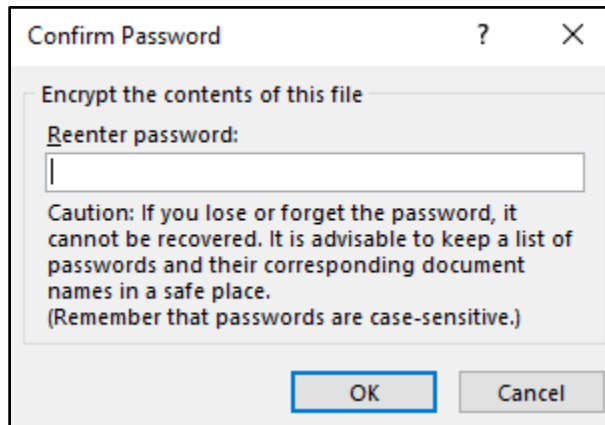 Confirm Password ?
Encrypt the contents of this file
Reenter password:
Caution: If you lose or forget the password, it
cannot be recovered. It is advisable to keep a list of
passwords and their corresponding document
names in a safe place.
(Remember that passwords are case-sensitive.)
OK Cancel